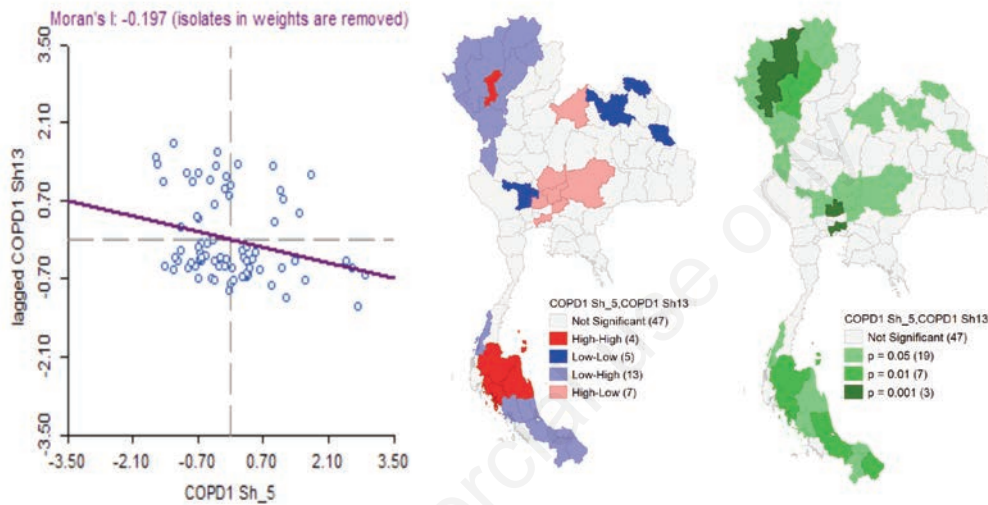 Moran's I: -0.197 (isolates in weights are removed)
3.50
2.10
0.70
-0.70
-2.10
-3.50
lagged COPD1 Sh13
-3.50 -2.10 -0.70 0.70 2.10 3.50
COPD1 Sh_5
COPD1 Sh_5,COPD1 Sh13
Not Significant (47)
High-High (4)
Low-Low (5)
Low-High (13)
High-Low (7)
COPD1 Sh_5,COPD1 Sh13
Not Significant (47)
p = 0.05 (19)
p = 0.01 (7)
p = 0.001 (3)
only